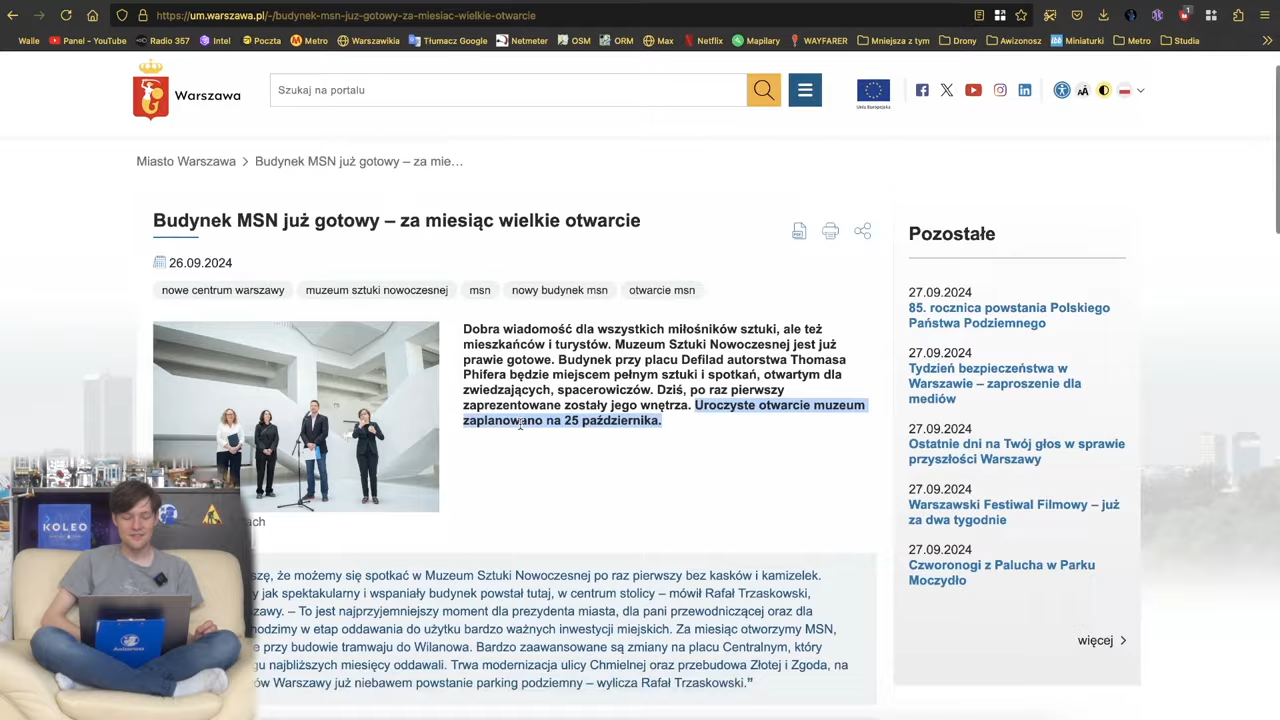 https://um.warszawa.pl/-/budynek-msn-juz-gotowy-za-miesiac-wielkie-otwarcie
1
Walle Panel - YouTube Radio 357 Intel Poczta Metro Warszawikia Tłumacz Google Netmeter OSM ORM Max Netflix Mapilary WAYFARER Mniejsza z tym Drony Awizonosz Miniaturki Metro Studia
Warszawa
Szukaj na portalu
Unia Europejska
Miasto Warszawa > Budynek MSN już gotowy – za mie…
Budynek MSN już gotowy – za miesiąc wielkie otwarcie
26.09.2024
nowe centrum warszawy muzeum sztuki nowoczesnej msn nowy budynek msn otwarcie msn
Dobra wiadomość dla wszystkich miłośników sztuki, ale też
mieszkańców i turystów. Muzeum Sztuki Nowoczesnej jest już
prawie gotowe. Budynek przy placu Defilad autorstwa Thomasa
Phifera będzie miejscem pełnym sztuki i spotkań, otwartym dla
zwiedzających, spacerowiczów. Dziś, po raz pierwszy
zaprezentowane zostały jego wnętrza. Uroczyste otwarcie muzeum
zaplanowano na 25 października.
ach
szę, że możemy się spotkać w Muzeum Sztuki Nowoczesnej po raz pierwszy bez kasków i kamizelek.
y jak spektakularny i wspaniały budynek powstał tutaj, w centrum stolicy – mówił Rafał Trzaskowski,
zawy. – To jest najprzyjemniejszy moment dla prezydenta miasta, dla pani przewodniczącej oraz dla
hodzimy w etap oddawania do użytku bardzo ważnych inwestycji miejskich. Za miesiąc otworzymy MSN,
e przy budowie tramwaju do Wilanowa. Bardzo zaawansowane są zmiany na placu Centralnym, który
gu najbliższych miesięcy oddawali. Trwa modernizacja ulicy Chmielnej oraz przebudowa Złotej i Zgoda, na
ów Warszawy już niebawem powstanie parking podziemny – wylicza Rafał Trzaskowski.”
Pozostałe
27.09.2024
85. rocznica powstania Polskiego
Państwa Podziemnego
27.09.2024
Tydzień bezpieczeństwa w
Warszawie – zaproszenie dla
mediów
27.09.2024
Ostatnie dni na Twój głos w sprawie
przyszłości Warszawy
27.09.2024
Warszawski Festiwal Filmowy – już
za dwa tygodnie
27.09.2024
Czworonogi z Palucha w Parku
Moczydło
więcej >
KOLEO